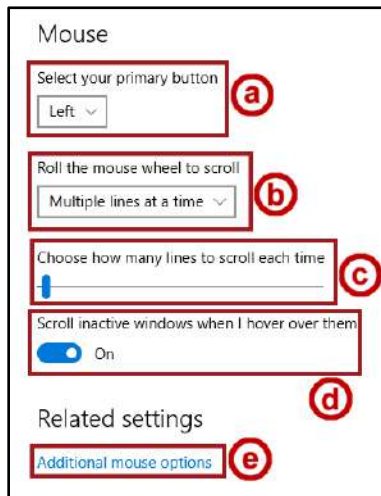 Mouse
Select your primary button
a
Left
Roll the mouse wheel to scroll
b
Multiple lines at a time
Choose how many lines to scroll each time
c
Scroll inactive windows when I hover over them
On
d
Related settings
Additional mouse options
e